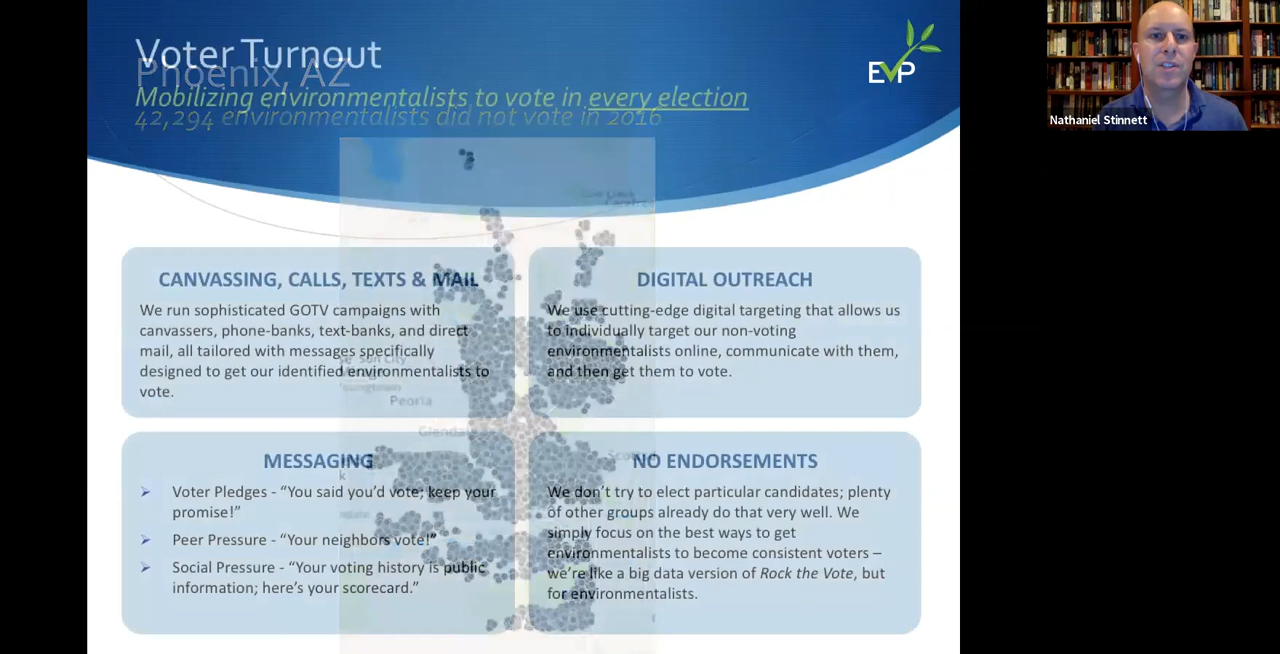 Voter Turnout
Phoenix, AZ
Mobilizing environmentalists to vote in every election
42,294 environmentalists did not vote in 2016
EVP
Nathaniel Stinnett
CANVASSING, CALLS, TEXTS & MAIL
We run sophisticated GOTV campaigns with
canvassers, phone-banks, text-banks, and direct
mail, all tailored with messages specifically
designed to get our identified environmentalists to
vote.
DIGITAL OUTREACH
We use cutting-edge digital targeting that allows us
to individually target our non-voting
environmentalists online, communicate with them,
and then get them to vote.
Sun City
Peoria
MESSAGING
➢ Voter Pledges - “You said you’d vote; keep your
promise!”
➢ Peer Pressure - “Your neighbors vote!”
➢ Social Pressure - “Your voting history is public
information; here’s your scorecard.”
NO ENDORSEMENTS
We don’t try to elect particular candidates; plenty
of other groups already do that very well. We
simply focus on the best ways to get
environmentalists to become consistent voters –
we’re like a big data version of Rock the Vote, but
for environmentalists.